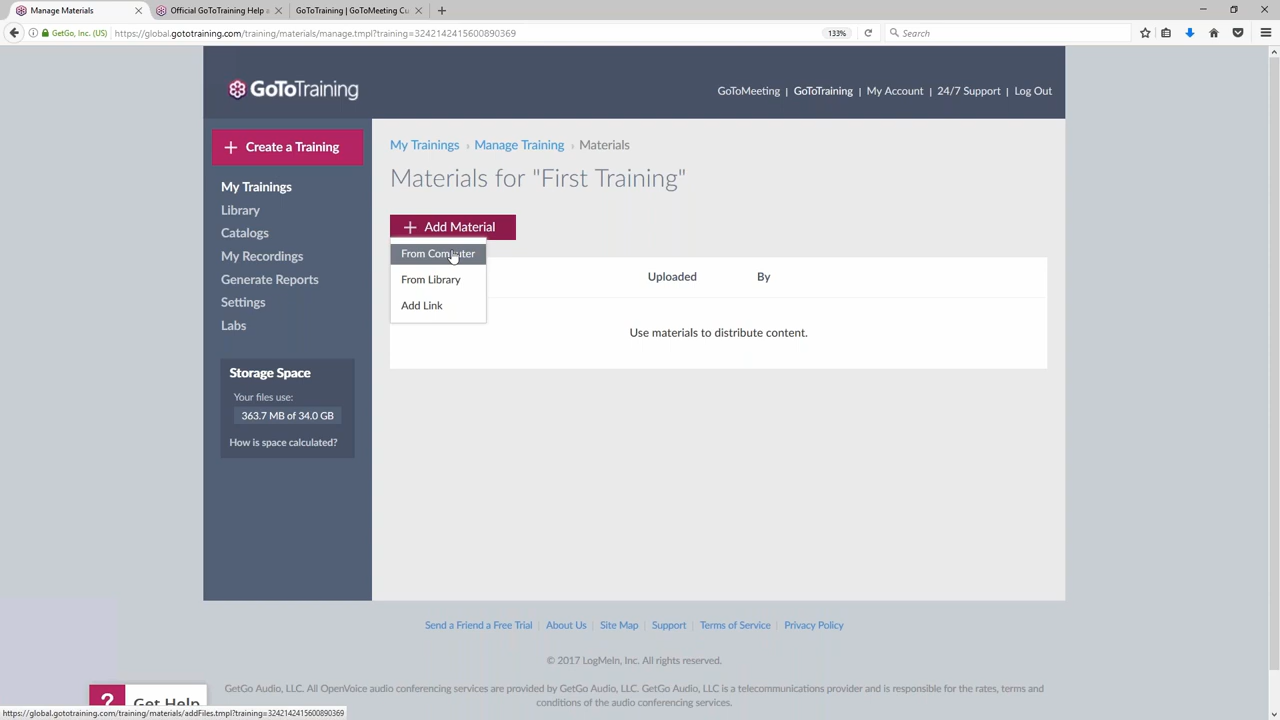 Manage Materials
Official GoToTraining Help a
GoToTraining | GoToMeeting Cu
GetGo, Inc. (US)
https://global.gototraining.com/training/materials/manage.tmpl?training=3242142415600890369
133%
Search
GoToTraining
GoToMeeting | GoToTraining | My Account | 24/7 Support | Log Out
+ Create a Training
My Trainings
Library
Catalogs
My Recordings
Generate Reports
Settings
Labs
Storage Space
Your files use:
363.7 MB of 34.0 GB
How is space calculated?
My Trainings › Manage Training › Materials
Materials for "First Training"
+ Add Material
From Computer
From Library
Add Link
Uploaded By
Use materials to distribute content.
Send a Friend a Free Trial | About Us | Site Map | Support | Terms of Service | Privacy Policy
© 2017 LogMeIn, Inc. All rights reserved.
GetGo Audio, LLC. All OpenVoice audio conferencing services are provided by GetGo Audio, LLC. GetGo Audio, LLC is a telecommunications provider and is responsible for the rates, terms and
conditions of the audio conferencing services.
? Get Help
https://global.gototraining.com/training/materials/addFiles.tmpl?training=3242142415600890369